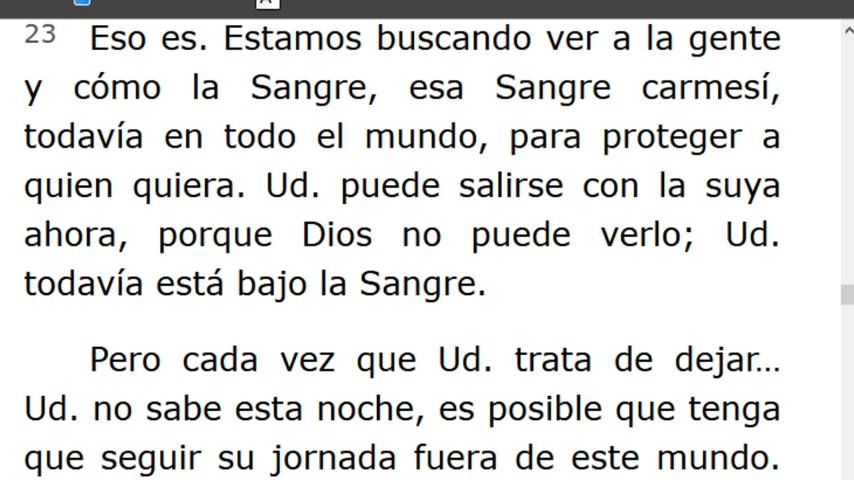 23 Eso es. Estamos buscando ver a la gente
y cómo la Sangre, esa Sangre carmesí,
todavía en todo el mundo, para proteger a
quien quiera. Ud. puede salirse con la suya
ahora, porque Dios no puede verlo; Ud.
todavía está bajo la Sangre.
Pero cada vez que Ud. trata de dejar...
Ud. no sabe esta noche, es posible que tenga
que seguir su jornada fuera de este mundo.